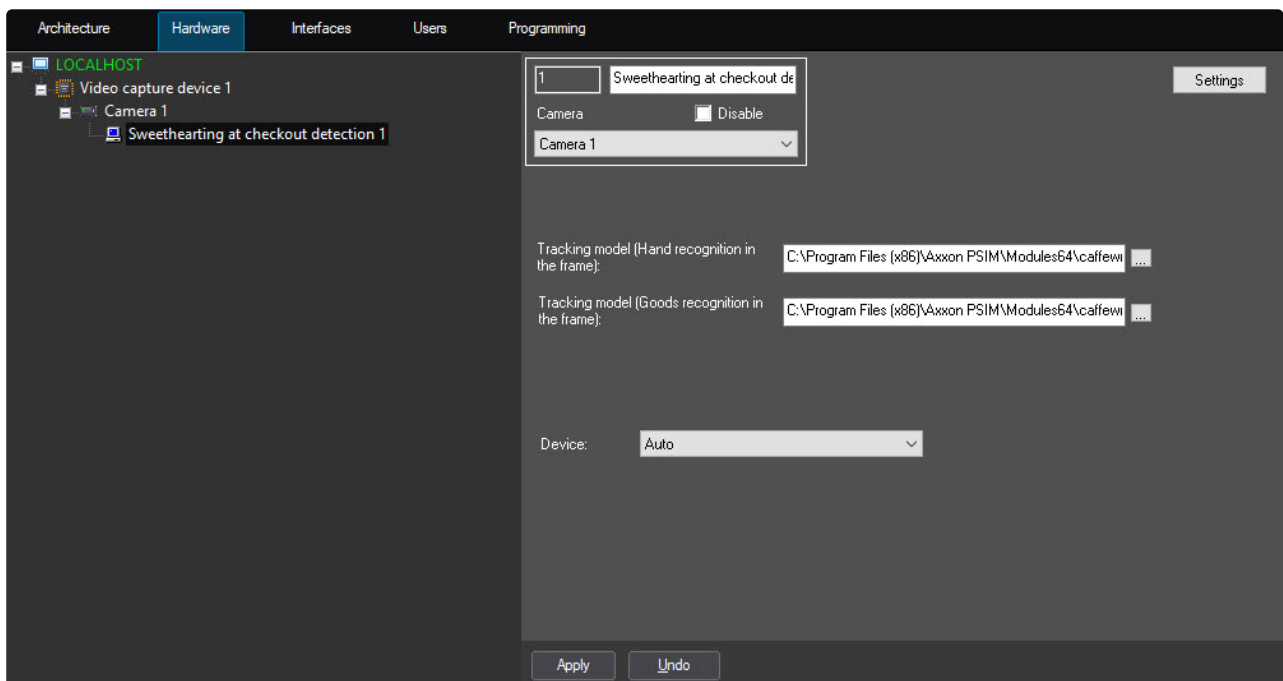 Architecture Hardware Interfaces Users Programming
LOCALHOST
Video capture device 1
Camera 1
Sweethearting at checkout detection 1
1 Sweethearting at checkout de
Settings
Camera Disable
Camera 1
Tracking model (Hand recognition in
the frame):
C:\Program Files (x86)\Axxon PSIM\Modules64\caffew
...
Tracking model (Goods recognition in
the frame):
C:\Program Files (x86)\Axxon PSIM\Modules64\caffew
...
Device: Auto
Apply Undo